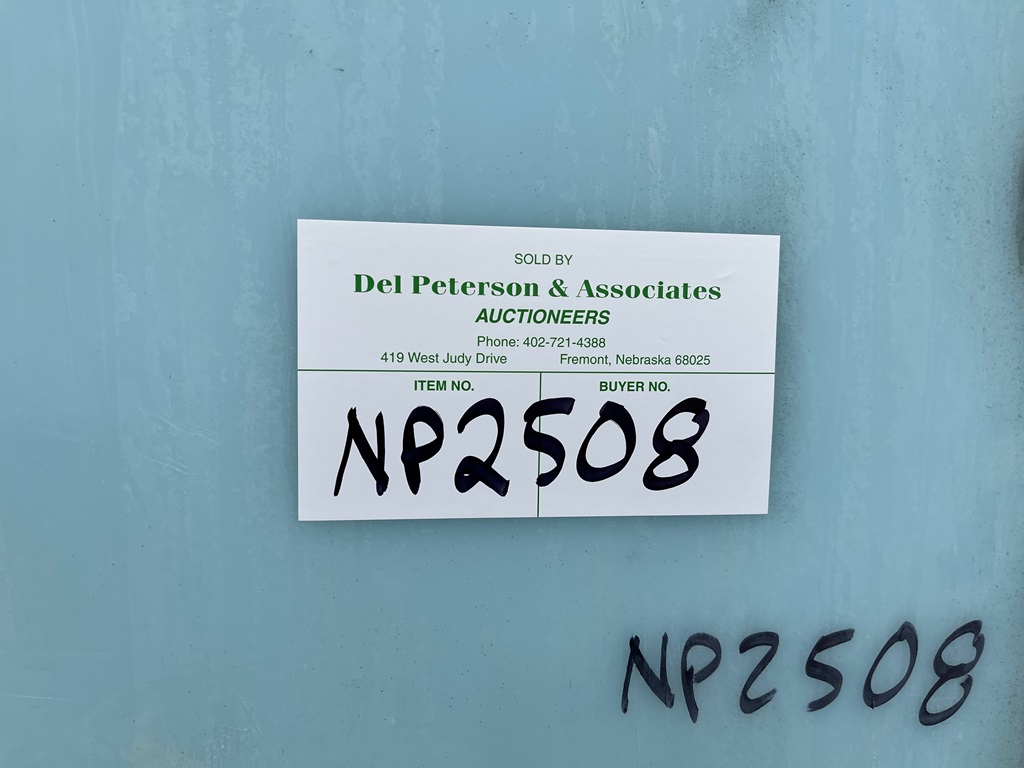 SOLD BY
Del Peterson & Associates
AUCTIONEERS
Phone: 402-721-4388
419 West Judy Drive Fremont, Nebraska 68025
ITEM NO. BUYER NO.
NP2508
NP2508